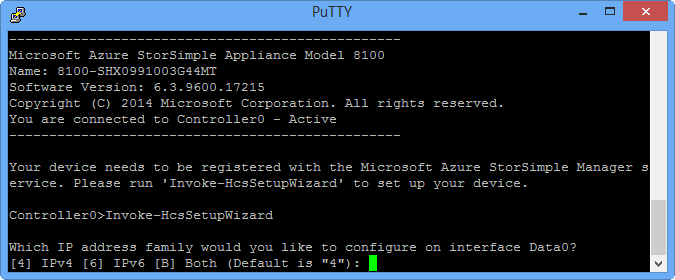 PuTTY
--------------------------------------------------
Microsoft Azure StorSimple Appliance Model 8100
Name: 8100-SHX0991003G44MT
Software Version: 6.3.9600.17215
Copyright (C) 2014 Microsoft Corporation. All rights reserved.
You are connected to Controller0 - Active
--------------------------------------------------
Your device needs to be registered with the Microsoft Azure StorSimple Manager s
ervice. Please run 'Invoke-HcsSetupWizard' to set up your device.
Controller0>Invoke-HcsSetupWizard
Which IP address family would you like to configure on interface Data0?
[4] IPv4 [6] IPv6 [B] Both (Default is "4"):